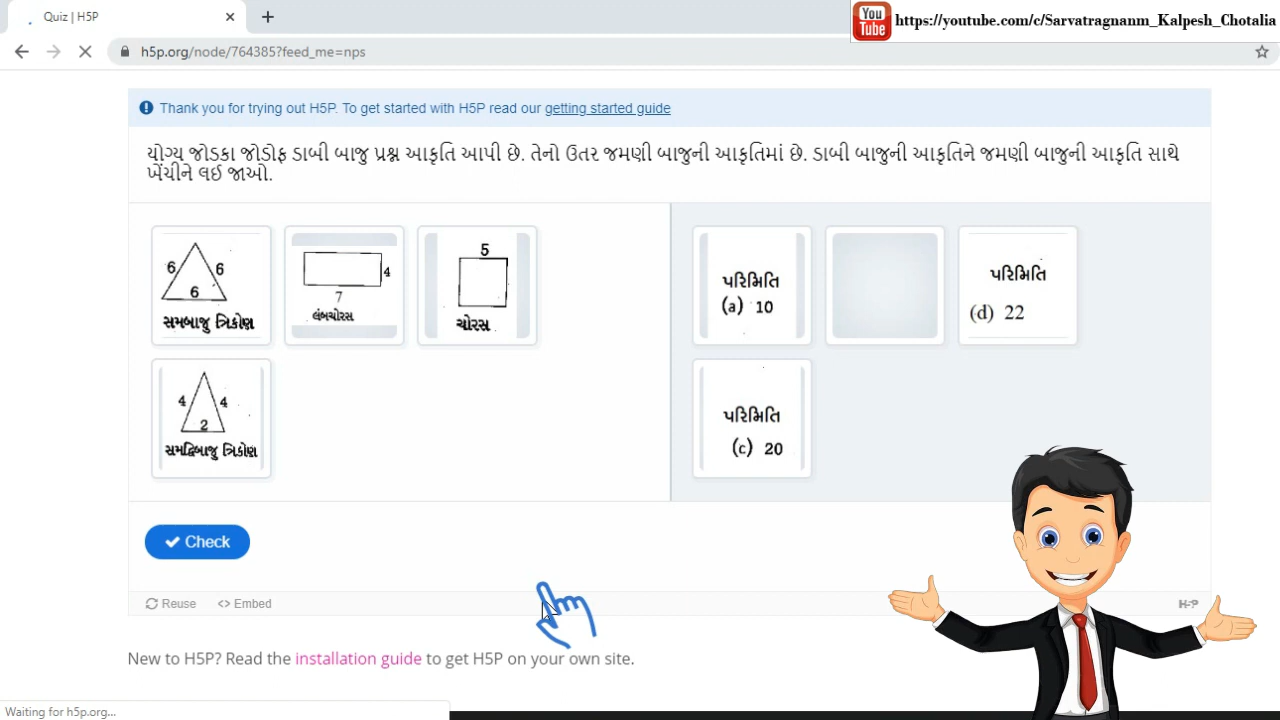 Quiz | H5P
You Tube
https://youtube.com/c/Sarvatragnanm_Kalpesh_Chotalia
h5p.org/node/764385?feed_me=nps
Thank you for trying out H5P. To get started with H5P read our getting started guide
યોગ્ય જોડકા જોડોફ ડાબી બાજુ પ્રશ્ન આકૃતિ આપી છે. તેનો ઉતર જમણી બાજુની આકૃતિમાં છે. ડાબી બાજુની આકૃતિને જમણી બાજુની આકૃતિ સાથે
ખેંચીને લઈ જાઓ.
6 6
6
સમબાજુ ત્રિકોણ
4
7
લંબચોરસ
5
ચોરસ
પરિમિતિ
(a) 10
પરિમિતિ
(d) 22
4 4
2
સમદ્વિબાજુ ત્રિકોણ
પરિમિતિ
(c) 20
Check
Reuse
<> Embed
H-P
New to H5P? Read the installation guide to get H5P on your own site.
Waiting for h5p.org...